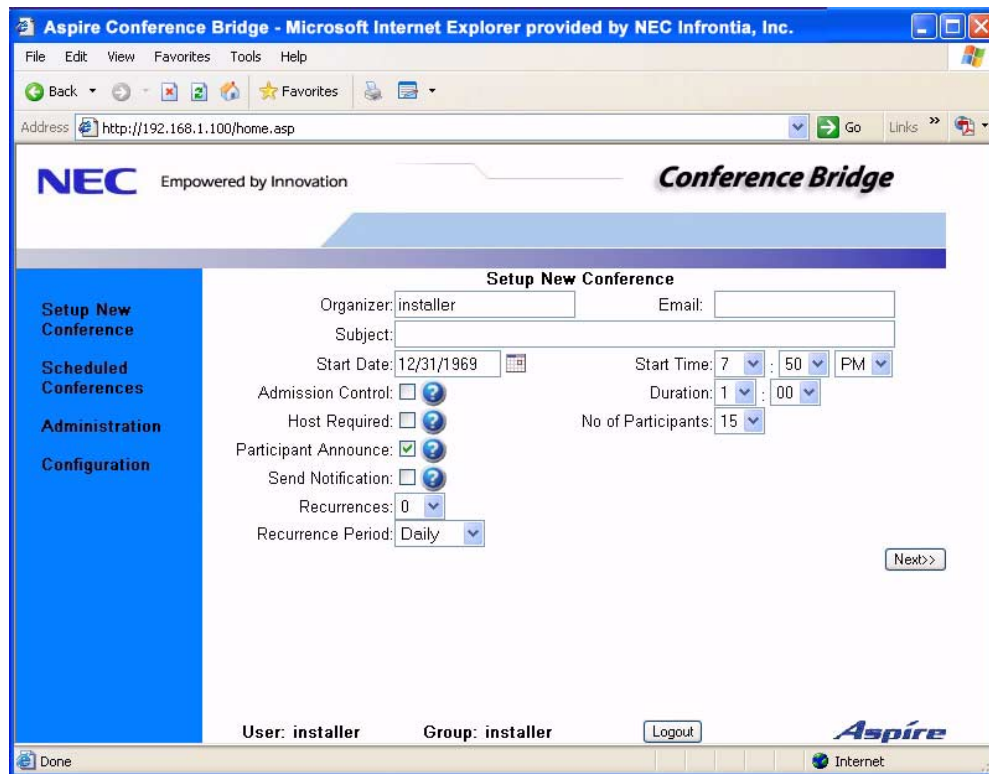 Aspire Conference Bridge - Microsoft Internet Explorer provided by NEC Infrontia, Inc.
File Edit View Favorites Tools Help
Back Favorites
Address http://192.168.1.100/home.asp Go Links »
NEC Empowered by Innovation Conference Bridge
Setup New Conference
Organizer: installer Email:
Subject:
Start Date: 12/31/1969 Start Time: 7 : 50 PM
Admission Control: ? Duration: 1 : 00
Host Required: ? No of Participants: 15
Participant Announce: ?
Send Notification: ?
Recurrences: 0
Recurrence Period: Daily
Next>>
Setup New
Conference
Scheduled
Conferences
Administration
Configuration
User: installer Group: installer Logout Aspire
Done Internet